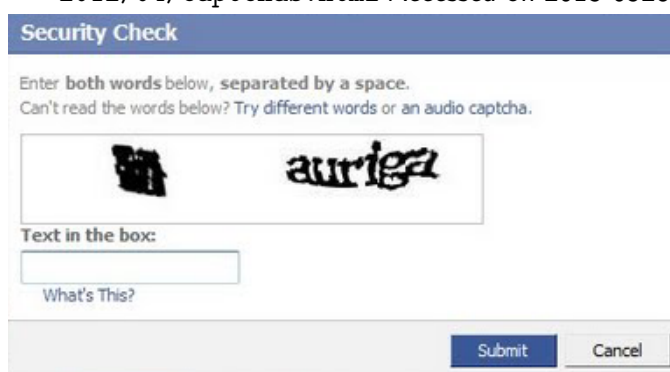 Security Check
Enter both words below, separated by a space.
Can't read the words below? Try different words or an audio captcha.
auriga
Text in the box:
What's This?
Submit Cancel